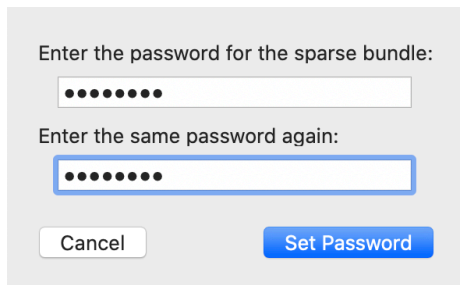 Enter the password for the sparse bundle:
●●●●●●●●
Enter the same password again:
●●●●●●●●
Cancel
Set Password